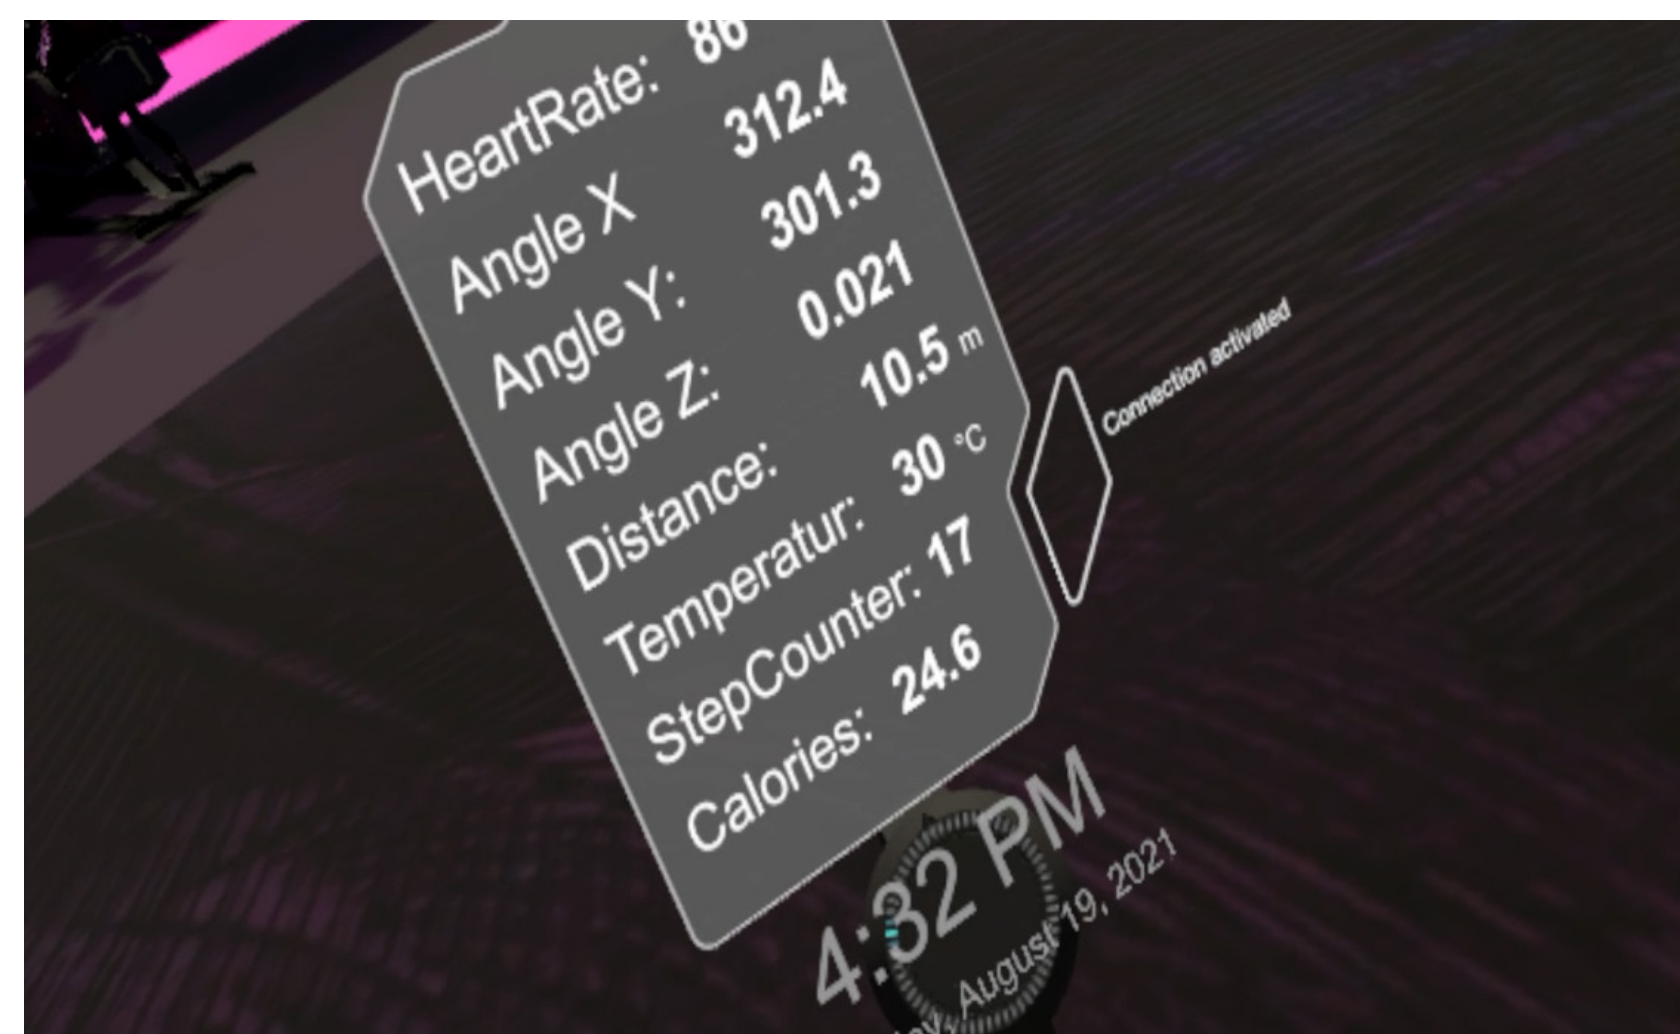 HeartRate: 86
Angle X 312.4
Angle Y: 301.3
Angle Z: 0.021
Distance: 10.5 m
Temperatur: 30 °C
StepCounter: 17
Calories: 24.6
Connection activated
4:32 PM
August 19, 2021